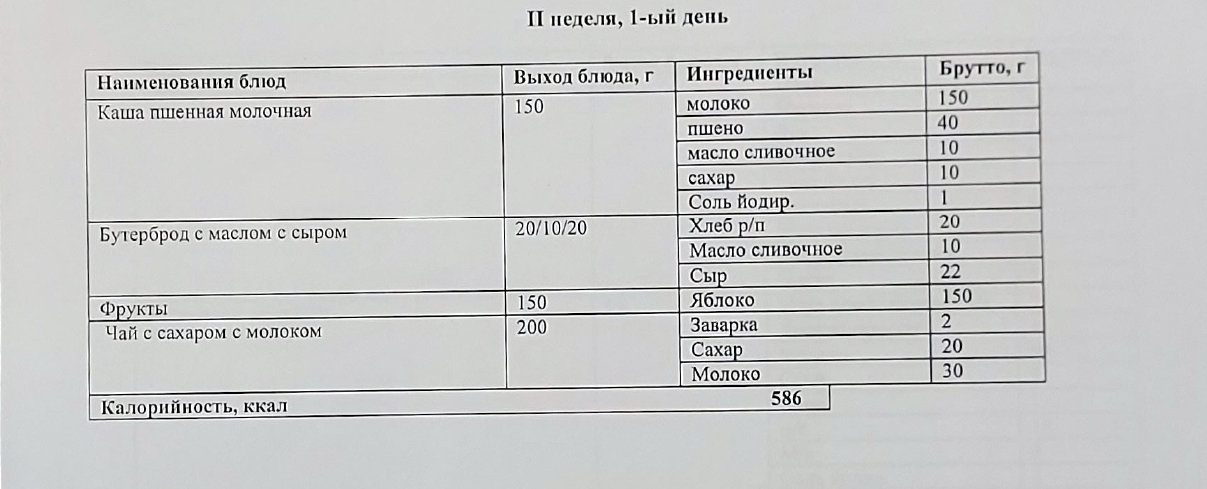 II неделя, 1-ый день
Наименования блюд Выход блюда, г Ингредиенты Брутто, г
Каша пшенная молочная 150 молоко 150
пшено 40
масло сливочное 10
сахар 10
Соль йодир. 1
Бутерброд с маслом с сыром 20/10/20 Хлеб р/п 20
Масло сливочное 10
Сыр 22
Фрукты 150 Яблоко 150
Чай с сахаром с молоком 200 Заварка 2
Сахар 20
Молоко 30
Калорийность, ккал 586